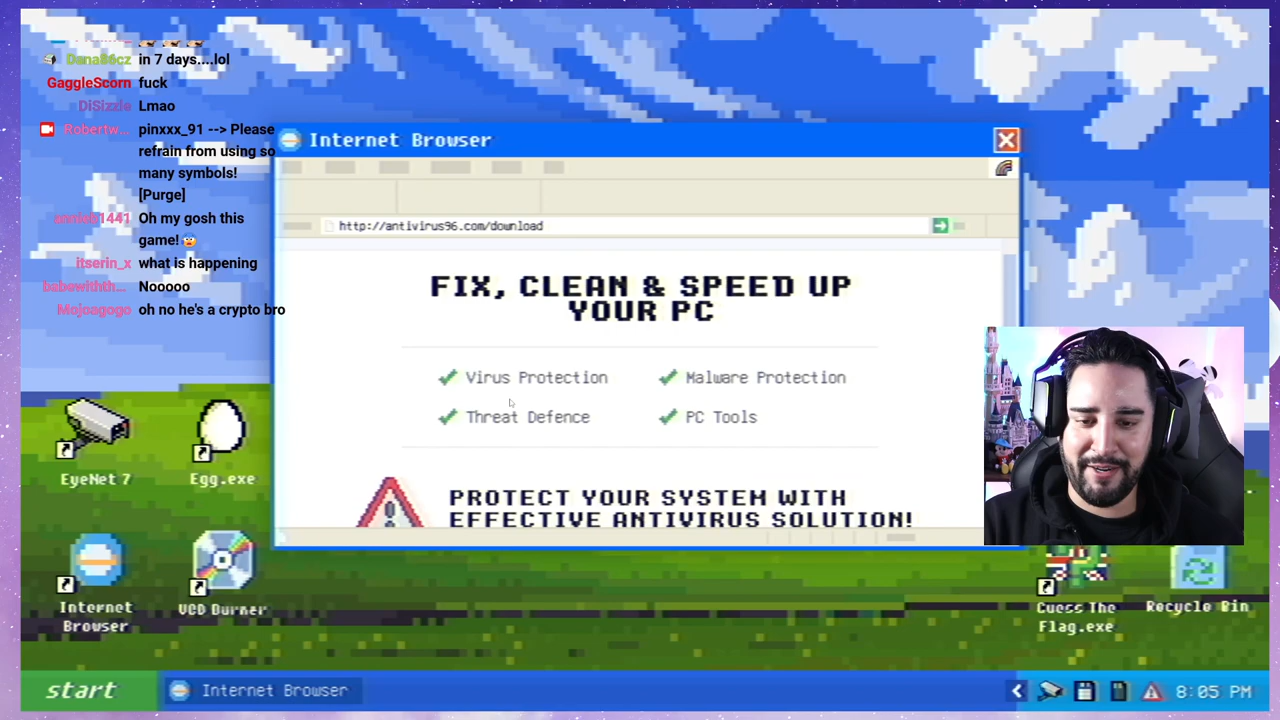 Dana86cz in 7 days....lol
GaggleScorn fuck
DiSizzle Lmao
Robertw... pinxxx_91 --> Please
refrain from using so
many symbols!
[Purge]
Oh my gosh this
game!
itserin_x what is happening
Nooooo
Mojoagogo oh no he's a crypto bro
Internet Browser
http://antivirus96.com/download
FIX, CLEAN & SPEED UP
YOUR PC
Virus Protection
Malware Protection
Threat Defence
PC Tools
PROTECT YOUR SYSTEM WITH
EFFECTIVE ANTIVIRUS SOLUTION!
EyeNet 7
Egg.exe
Internet
Browser
VCD Burner
Guess The
Flag.exe
Recycle Bin
start
Internet Browser
8:05 PM